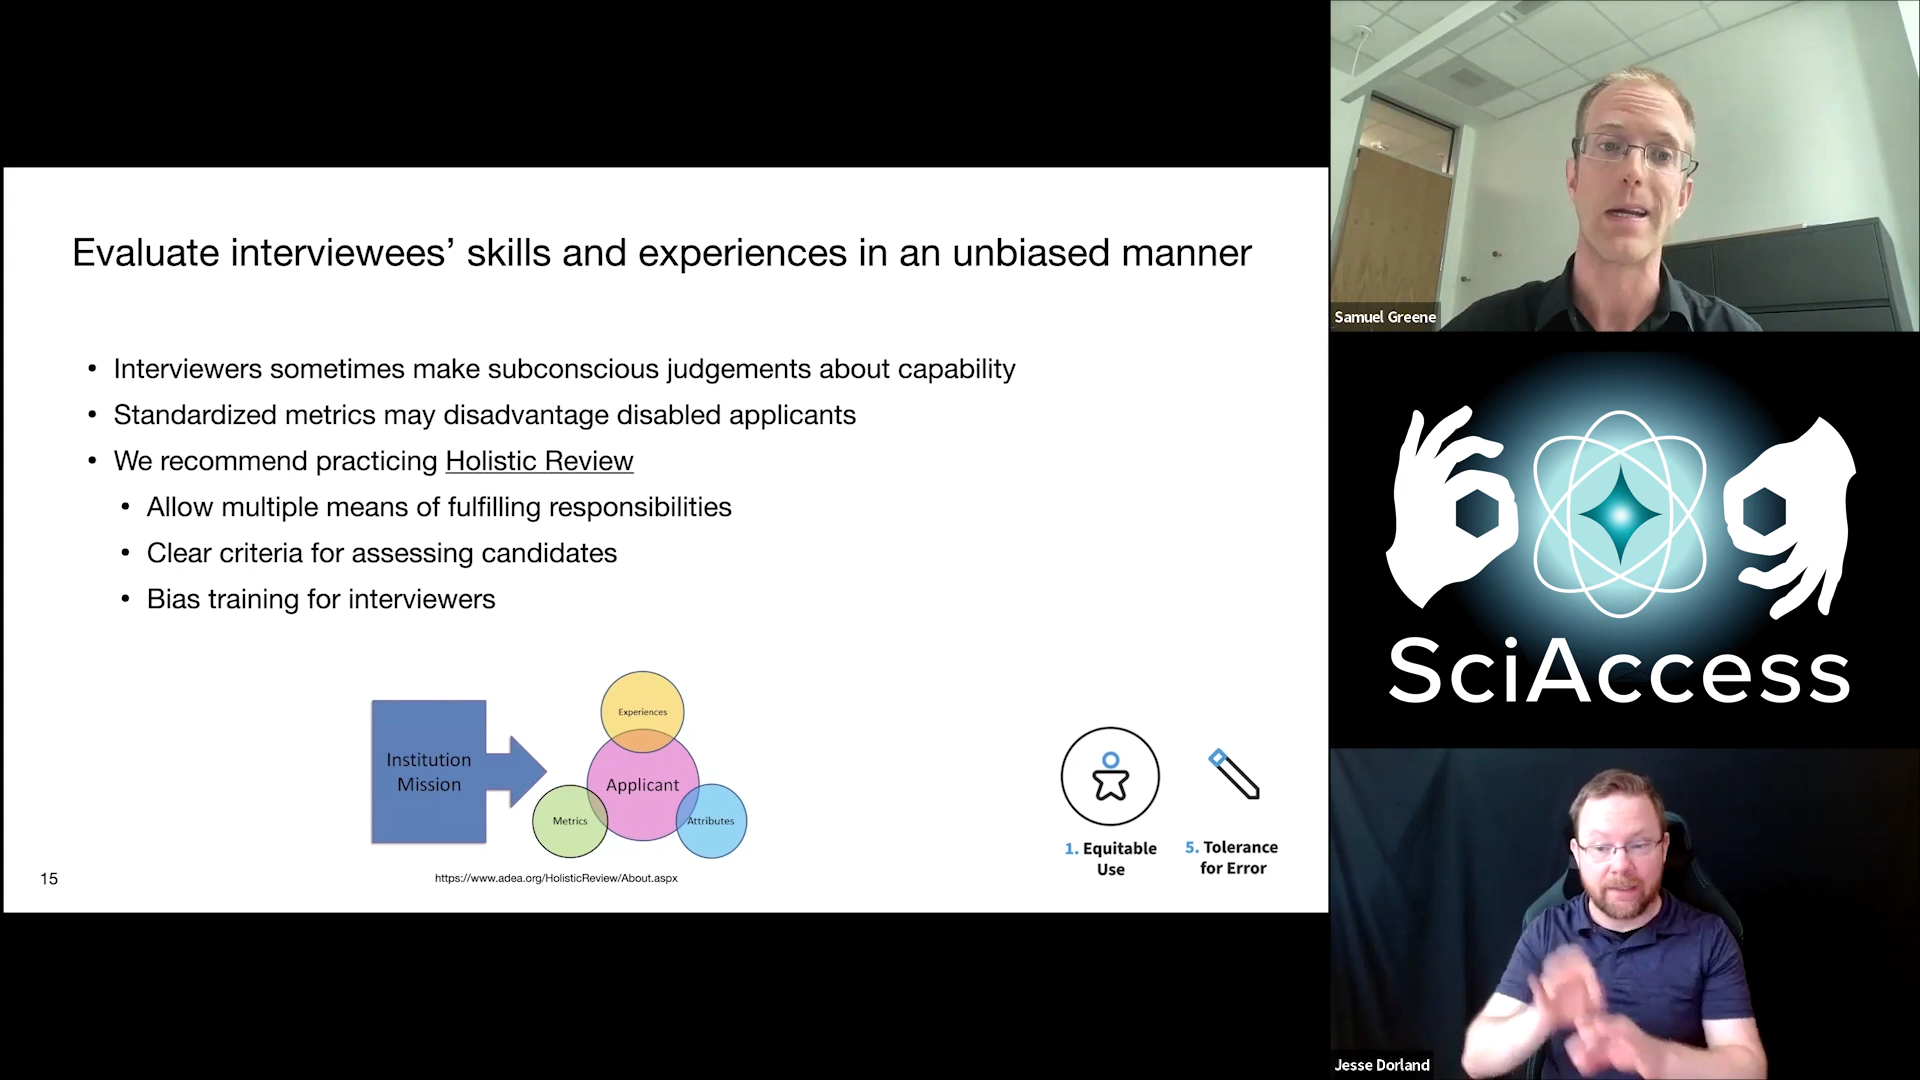 Evaluate interviewees’ skills and experiences in an unbiased manner
• Interviewers sometimes make subconscious judgements about capability
• Standardized metrics may disadvantage disabled applicants
• We recommend practicing Holistic Review
• Allow multiple means of fulfilling responsibilities
• Clear criteria for assessing candidates
• Bias training for interviewers
Institution
Mission
Experiences
Applicant
Metrics
Attributes
https://www.adea.org/HolisticReview/About.aspx
1. Equitable
Use
5. Tolerance
for Error
15
Samuel Greene
SciAccess
Jesse Dorland